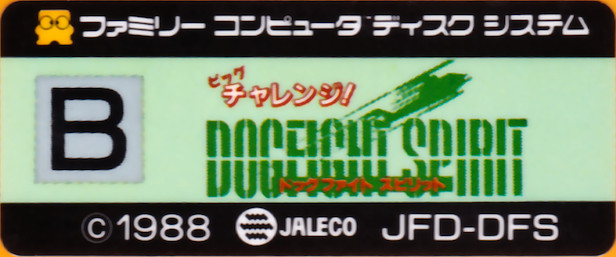 ファミリー コンピュータ ディスク システム
B
ビッグ
チャレンジ!
DOGFIGHT SPIRIT
ドッグファイト スピリット
©1988 JALECO JFD-DFS